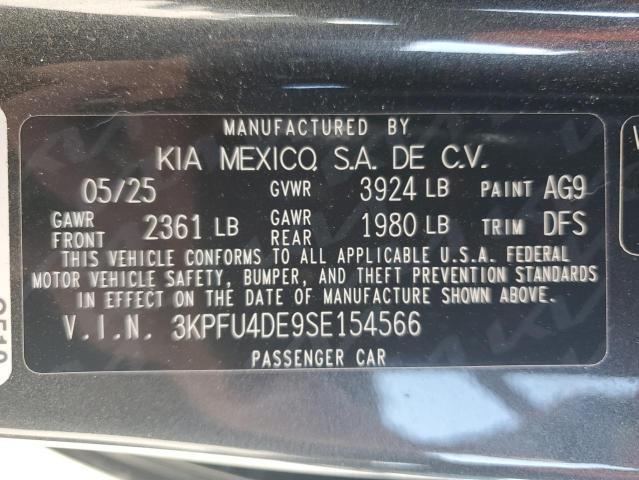 MANUFACTURED BY
KIA MEXICO, S.A. DE C.V.
05/25 GVWR 3924 LB PAINT AG9
GAWR FRONT 2361 LB GAWR REAR 1980 LB TRIM DFS
THIS VEHICLE CONFORMS TO ALL APPLICABLE U.S.A. FEDERAL
MOTOR VEHICLE SAFETY, BUMPER, AND THEFT PREVENTION STANDARDS
IN EFFECT ON THE DATE OF MANUFACTURE SHOWN ABOVE.
V.I.N. 3KPFU4DE9SE154566
PASSENGER CAR